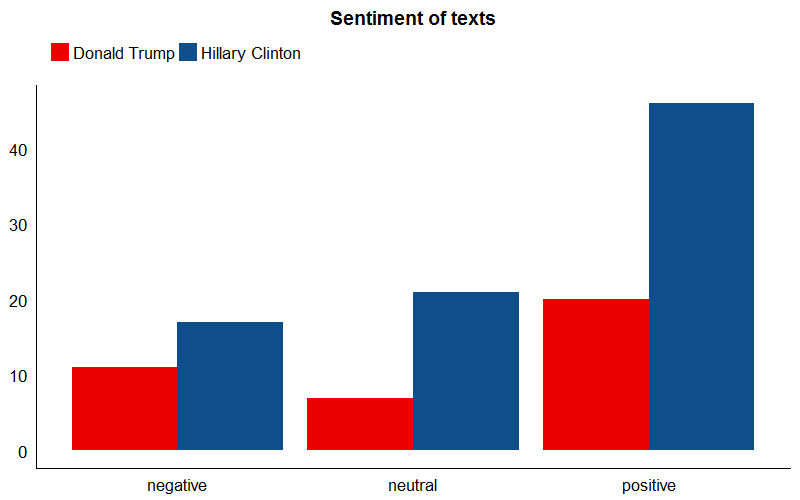 Sentiment of texts
Donald Trump Hillary Clinton
40
30
20
10
0
negative neutral positive